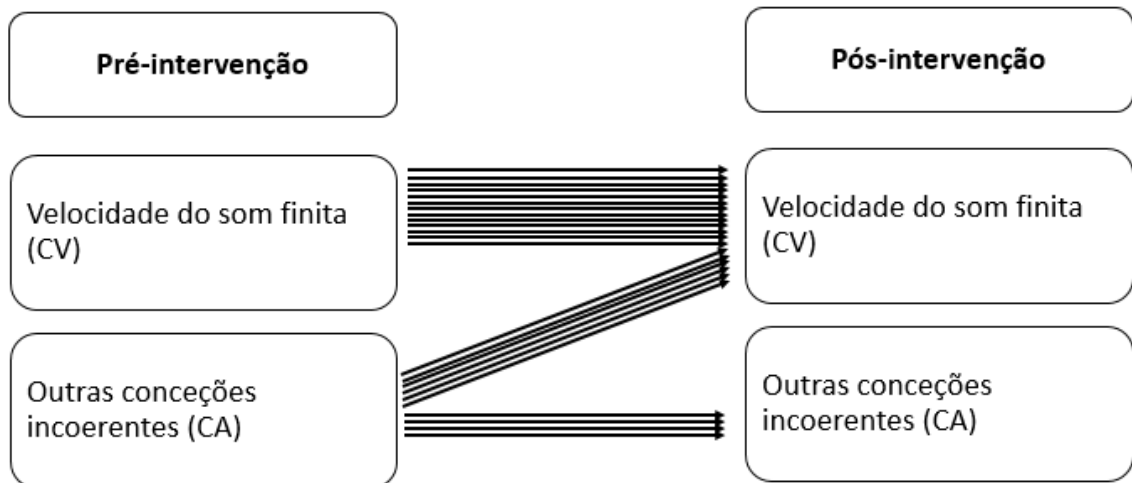 Pré-intervenção
Pós-intervenção
Velocidade do som finita
(CV)
Velocidade do som finita
(CV)
Outras conceções
incoerentes (CA)
Outras conceções
incoerentes (CA)